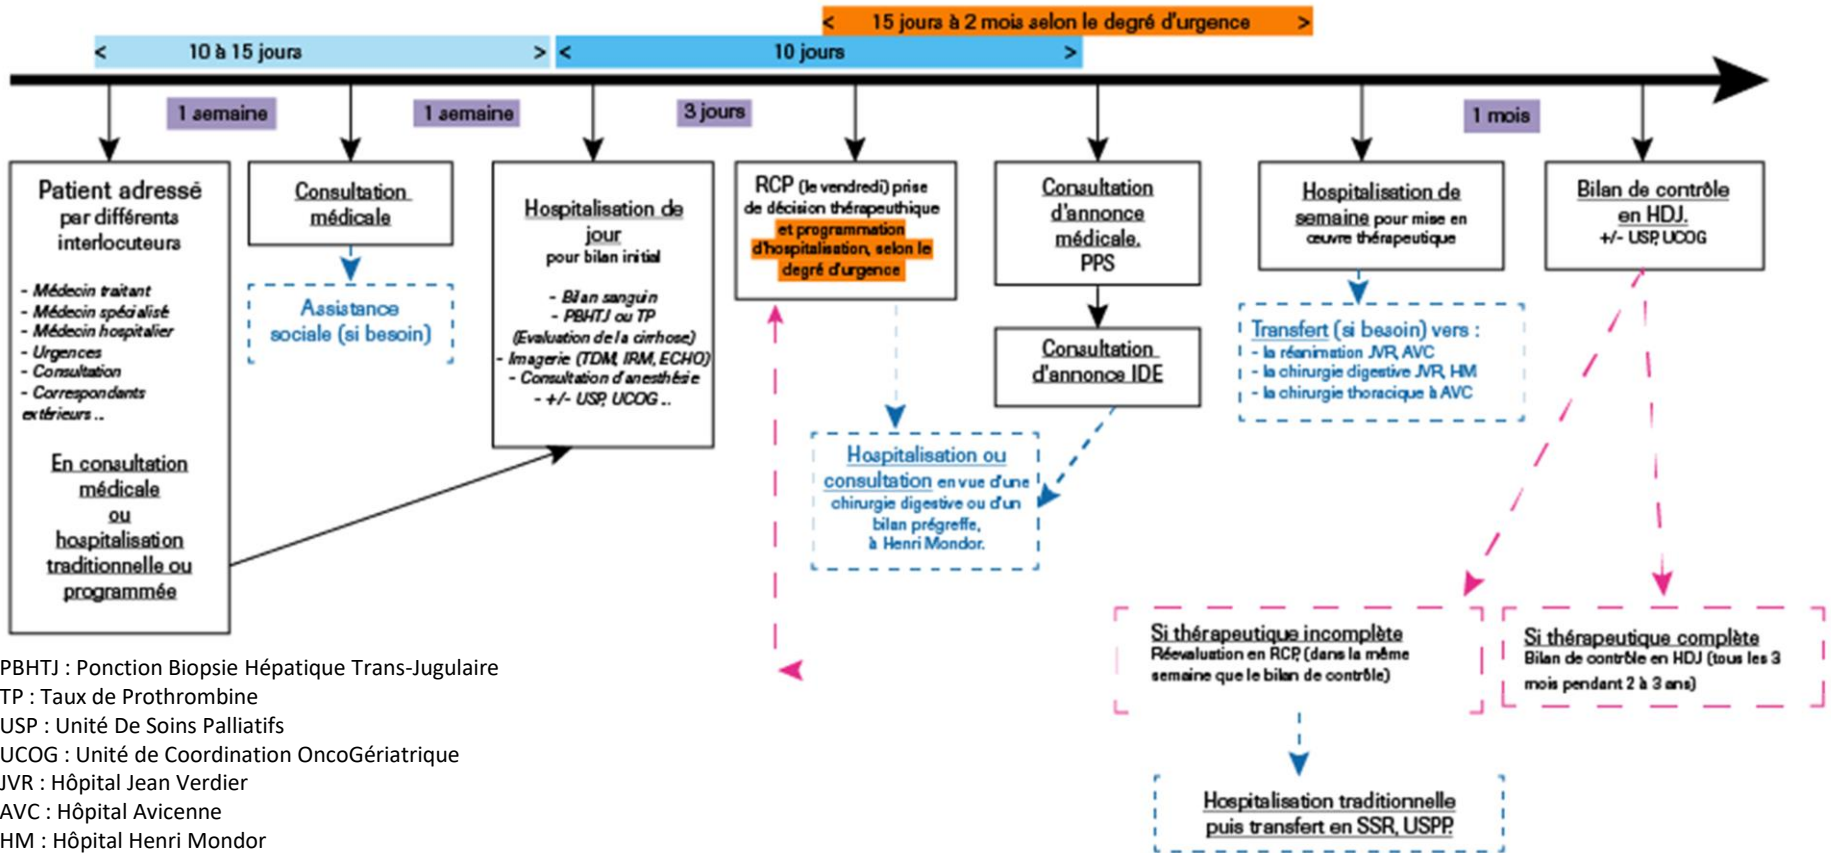 < 15 jours à 2 mois selon le degré d'urgence >
< 10 à 15 jours >
< 10 jours >
1 semaine
1 semaine
3 jours
1 mois
Patient adressé
par différents
interlocuteurs
- Médecin traitant
- Médecin spécialisé
- Médecin hospitalier
- Urgences
- Consultation
- Correspondants
extérieurs ...
En consultation
médicale
ou
hospitalisation
traditionnelle ou
programmée
Consultation
médicale
Assistance
sociale (si besoin)
Hospitalisation de
jour
pour bilan initial
- Bilan sanguin
- PBHTJ ou TP
(Evaluation de la cirrhose)
- Imagerie (TDM, IRM, ECHO)
- Consultation d'anesthésie
- +/- USP, UCOG ...
RCP (le vendredi) prise
de décision thérapeuthique
et programmation
d'hospitalisation, selon le
degré d'urgence
Hospitalisation ou
consultation en vue d'une
chirurgie digestive ou d'un
bilan prégreffe,
à Henri Mondor.
Consultation
d'annonce
médicale.
PPS
Consultation
d'annonce IDE
Hospitalisation de
semaine pour mise en
œuvre thérapeutique
Transfert (si besoin) vers :
- la réanimation JVR, AVC
- la chirurgie digestive JVR, HM
- la chirurgie thoracique à AVC
Bilan de contrôle
en HDJ.
+/- USP, UCOG
Si thérapeutique incomplète
Réevaluation en RCP, (dans la même
semaine que le bilan de contrôle)
Si thérapeutique complète
Bilan de contrôle en HDJ (tous les 3
mois pendant 2 à 3 ans)
Hospitalisation traditionnelle
puis transfert en SSR, USPP.
PBHTJ : Ponction Biopsie Hépatique Trans-Jugulaire
TP : Taux de Prothrombine
USP : Unité De Soins Palliatifs
UCOG : Unité de Coordination OncoGériatrique
JVR : Hôpital Jean Verdier
AVC : Hôpital Avicenne
HM : Hôpital Henri Mondor